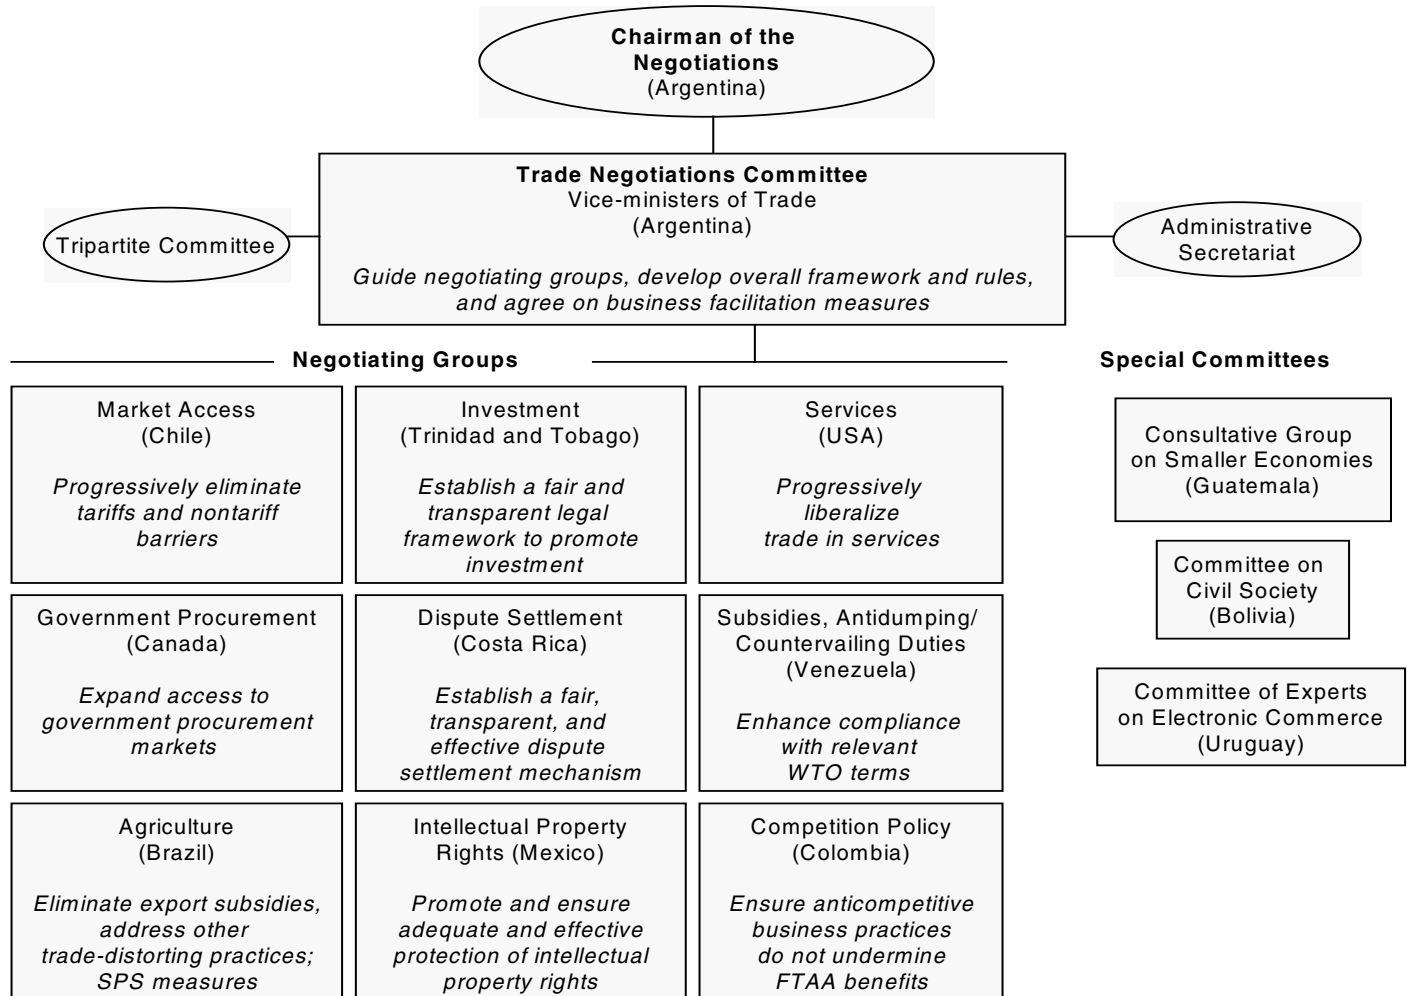 Chairman of the
Negotiations
(Argentina)
Trade Negotiations Committee
Vice-ministers of Trade
(Argentina)
Guide negotiating groups, develop overall framework and rules,
and agree on business facilitation measures
Tripartite Committee
Administrative
Secretariat
Negotiating Groups
Market Access
(Chile)
Progressively eliminate
tariffs and nontariff
barriers
Investment
(Trinidad and Tobago)
Establish a fair and
transparent legal
framework to promote
investment
Services
(USA)
Progressively
liberalize
trade in services
Government Procurement
(Canada)
Expand access to
government procurement
markets
Dispute Settlement
(Costa Rica)
Establish a fair,
transparent, and
effective dispute
settlement mechanism
Subsidies, Antidumping/
Countervailing Duties
(Venezuela)
Enhance compliance
with relevant
WTO terms
Agriculture
(Brazil)
Eliminate export subsidies,
address other
trade-distorting practices;
SPS measures
Intellectual Property
Rights (Mexico)
Promote and ensure
adequate and effective
protection of intellectual
property rights
Competition Policy
(Colombia)
Ensure anticompetitive
business practices
do not undermine
FTAA benefits
Special Committees
Consultative Group
on Smaller Economies
(Guatemala)
Committee on
Civil Society
(Bolivia)
Committee of Experts
on Electronic Commerce
(Uruguay)